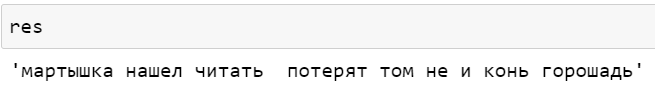 res
'мартышка нашел читать  потерят том не и конь горошадь'